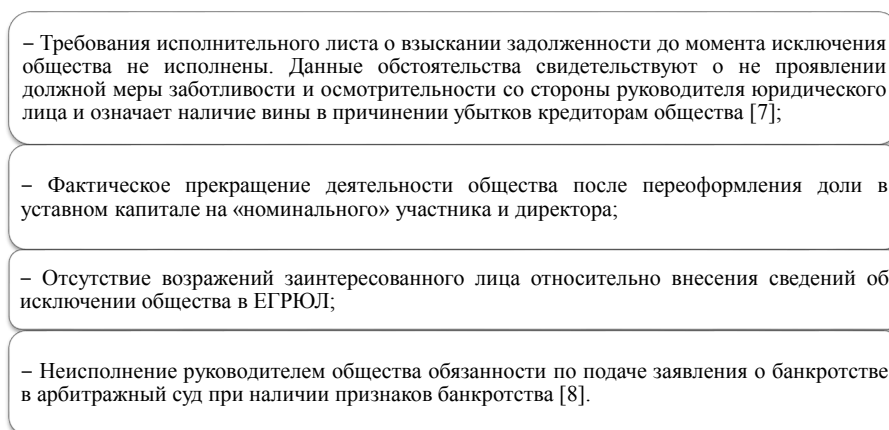 – Требования исполнительного листа о взыскании задолженности до момента исключения
общества не исполнены. Данные обстоятельства свидетельствуют о не проявлении
должной меры заботливости и осмотрительности со стороны руководителя юридического
лица и означает наличие вины в причинении убытков кредиторам общества [7];
– Фактическое прекращение деятельности общества после переоформления доли в
уставном капитале на «номинального» участника и директора;
– Отсутствие возражений заинтересованного лица относительно внесения сведений об
исключении общества в ЕГРЮЛ;
– Неисполнение руководителем общества обязанности по подаче заявления о банкротстве
в арбитражный суд при наличии признаков банкротства [8].